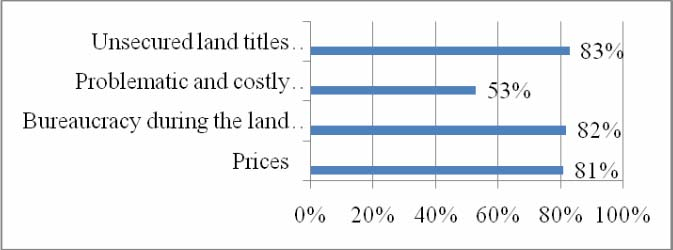 Unsecured land titles ..
83%
Problematic and costly ..
53%
Bureaucracy during the land ..
82%
Prices
81%
0% 20% 40% 60% 80% 100%